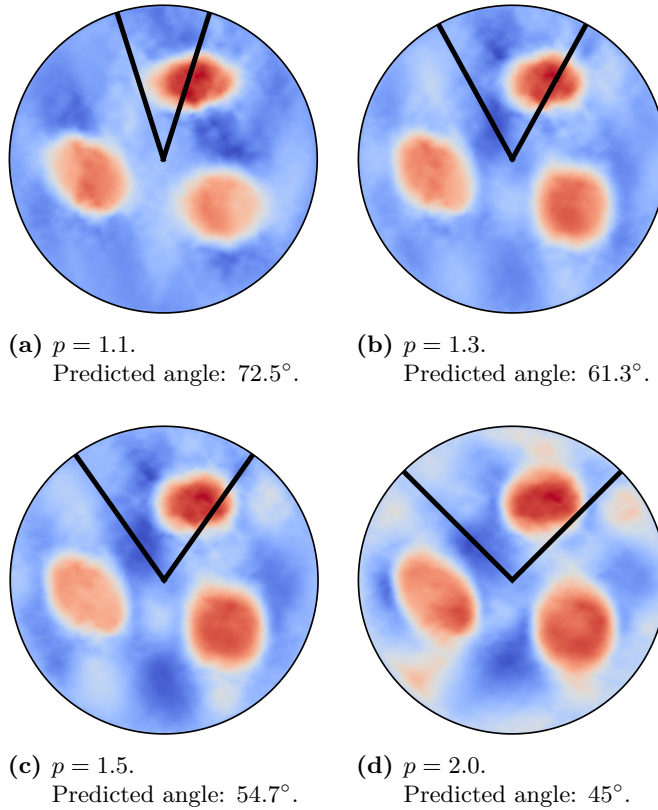 (a) p = 1.1.
Predicted angle: 72.5°.
(b) p = 1.3.
Predicted angle: 61.3°.
(c) p = 1.5.
Predicted angle: 54.7°.
(d) p = 2.0.
Predicted angle: 45°.